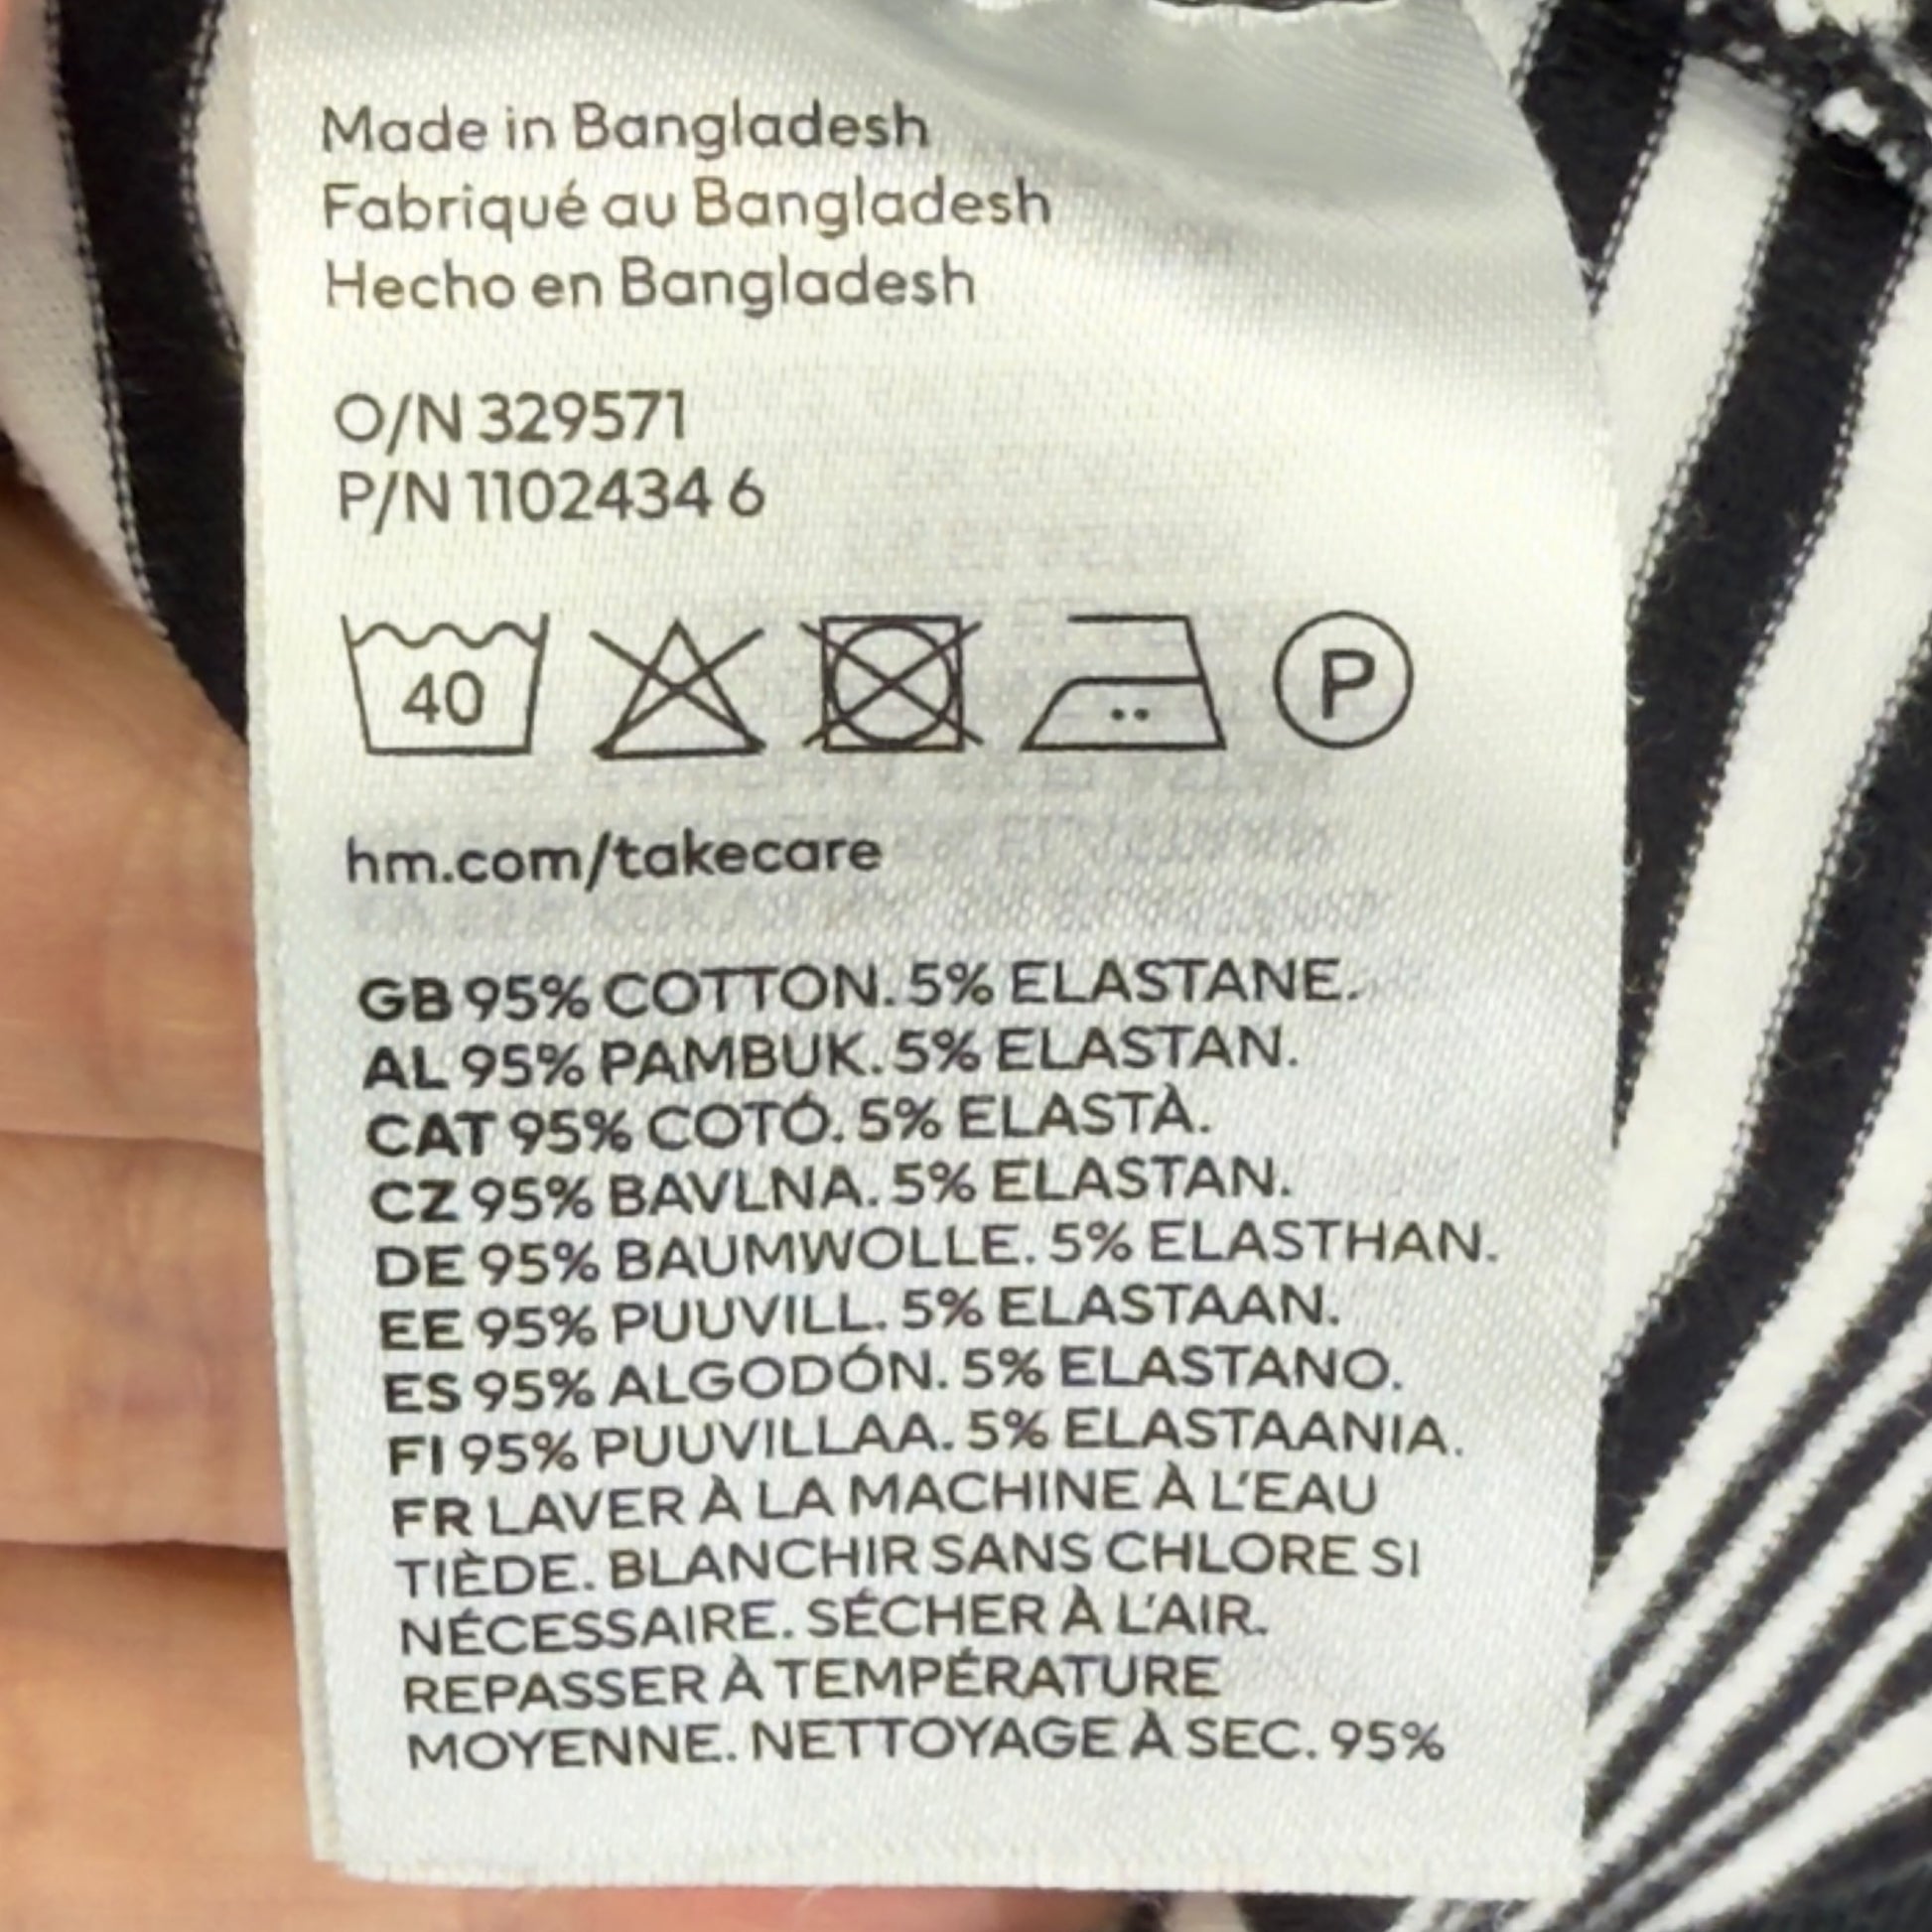 Made in Bangladesh
Fabriqué au Bangladesh
Hecho en Bangladesh
O/N 329571
P/N 1102434 6
40
P
hm.com/takecare
GB 95% COTTON. 5% ELASTANE.
AL 95% PAMBUK. 5% ELASTAN.
CAT 95% COTÓ. 5% ELASTÀ.
CZ 95% BAVLNA. 5% ELASTAN.
DE 95% BAUMWOLLE. 5% ELASTHAN.
EE 95% PUUVILL. 5% ELASTAAN.
ES 95% ALGODÓN. 5% ELASTANO.
FI 95% PUUVILLAA. 5% ELASTAANIA.
FR LAVER À LA MACHINE À L'EAU
TIÈDE. BLANCHIR SANS CHLORE SI
NÉCESSAIRE. SÉCHER À L'AIR.
REPASSER À TEMPÉRATURE
MOYENNE. NETTOYAGE À SEC. 95%